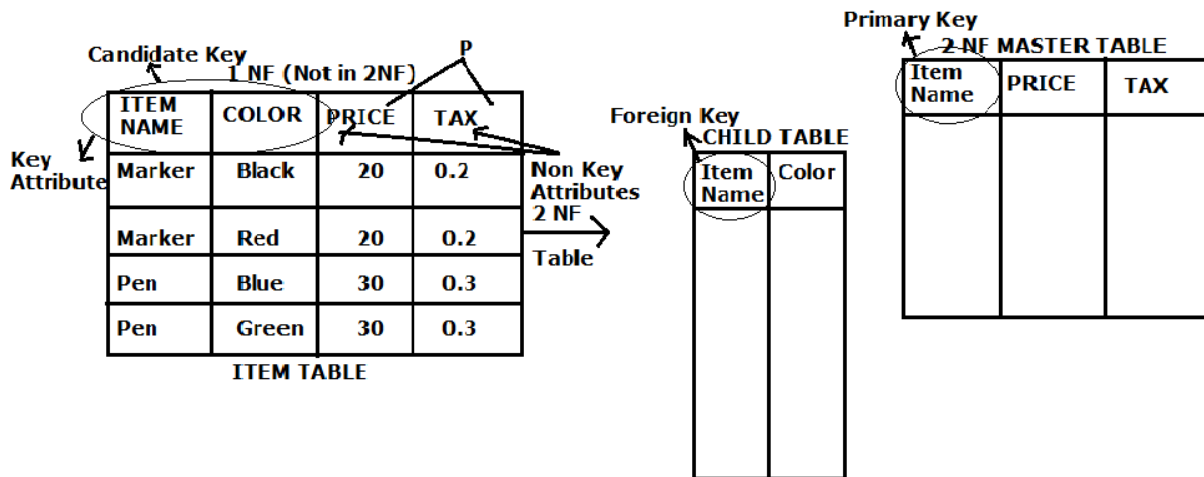 Candidate Key
1 NF (Not in 2NF)
P
ITEM NAME
COLOR
PRICE
TAX
Key Attribute
Marker Black 20 0.2
Marker Red 20 0.2
Pen Blue 30 0.3
Pen Green 30 0.3
ITEM TABLE
Non Key
Attributes
2 NF
Table
Foreign Key
CHILD TABLE
Item Name
Color
Primary Key
2 NF MASTER TABLE
Item Name
PRICE
TAX